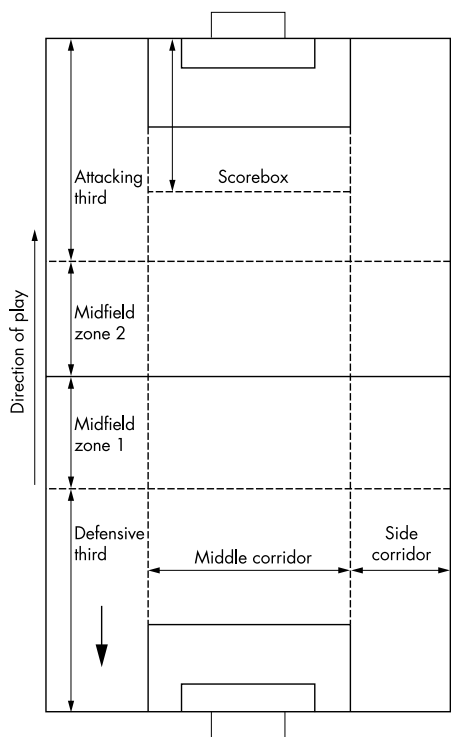 Attacking
third
Scorebox
Direction of play
Midfield
zone 2
Midfield
zone 1
Defensive
third
Middle corridor
Side
corridor